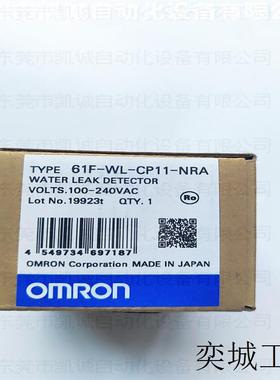 东莞市凯诚自动化设备有限公司
TYPE 61F-WL-CP11-NRA
WATER LEAK DETECTOR
VOLTS.100-240VAC
Lot No.19923t QTY. 1
Ro
4 549734 697187
OMRON Corporation MADE IN JAPAN
OMRON
奕城工